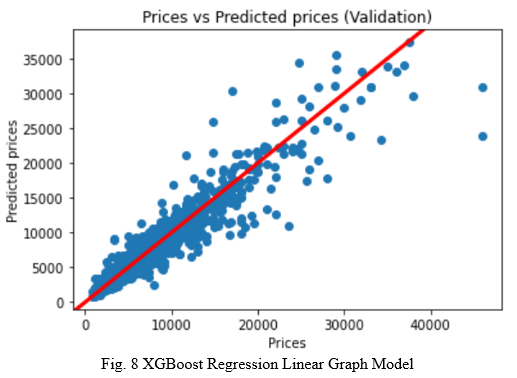 Prices vs Predicted prices (Validation)
Predicted prices
35000
30000
25000
20000
15000
10000
5000
0
0 10000 20000 30000 40000
Prices
Fig. 8 XGBoost Regression Linear Graph Model